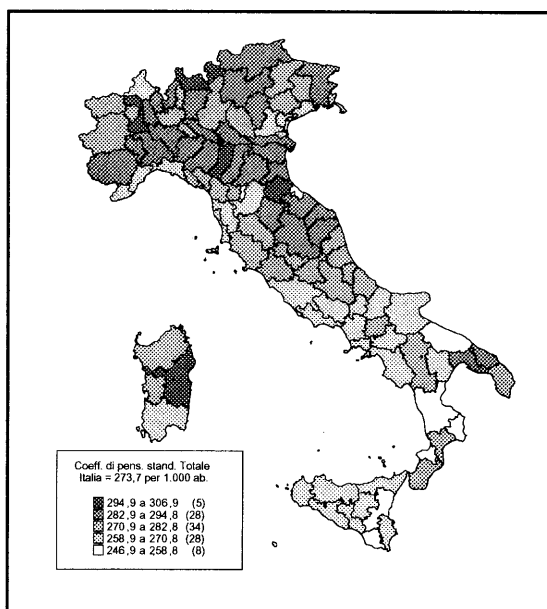 Coeff. di pens. stand. Totale
Italia = 273,7 per 1.000 ab.
294,9 a 306,9 (5)
282,9 a 294,8 (28)
270,9 a 282,8 (34)
258,9 a 270,8 (28)
246,9 a 258,8 (8)